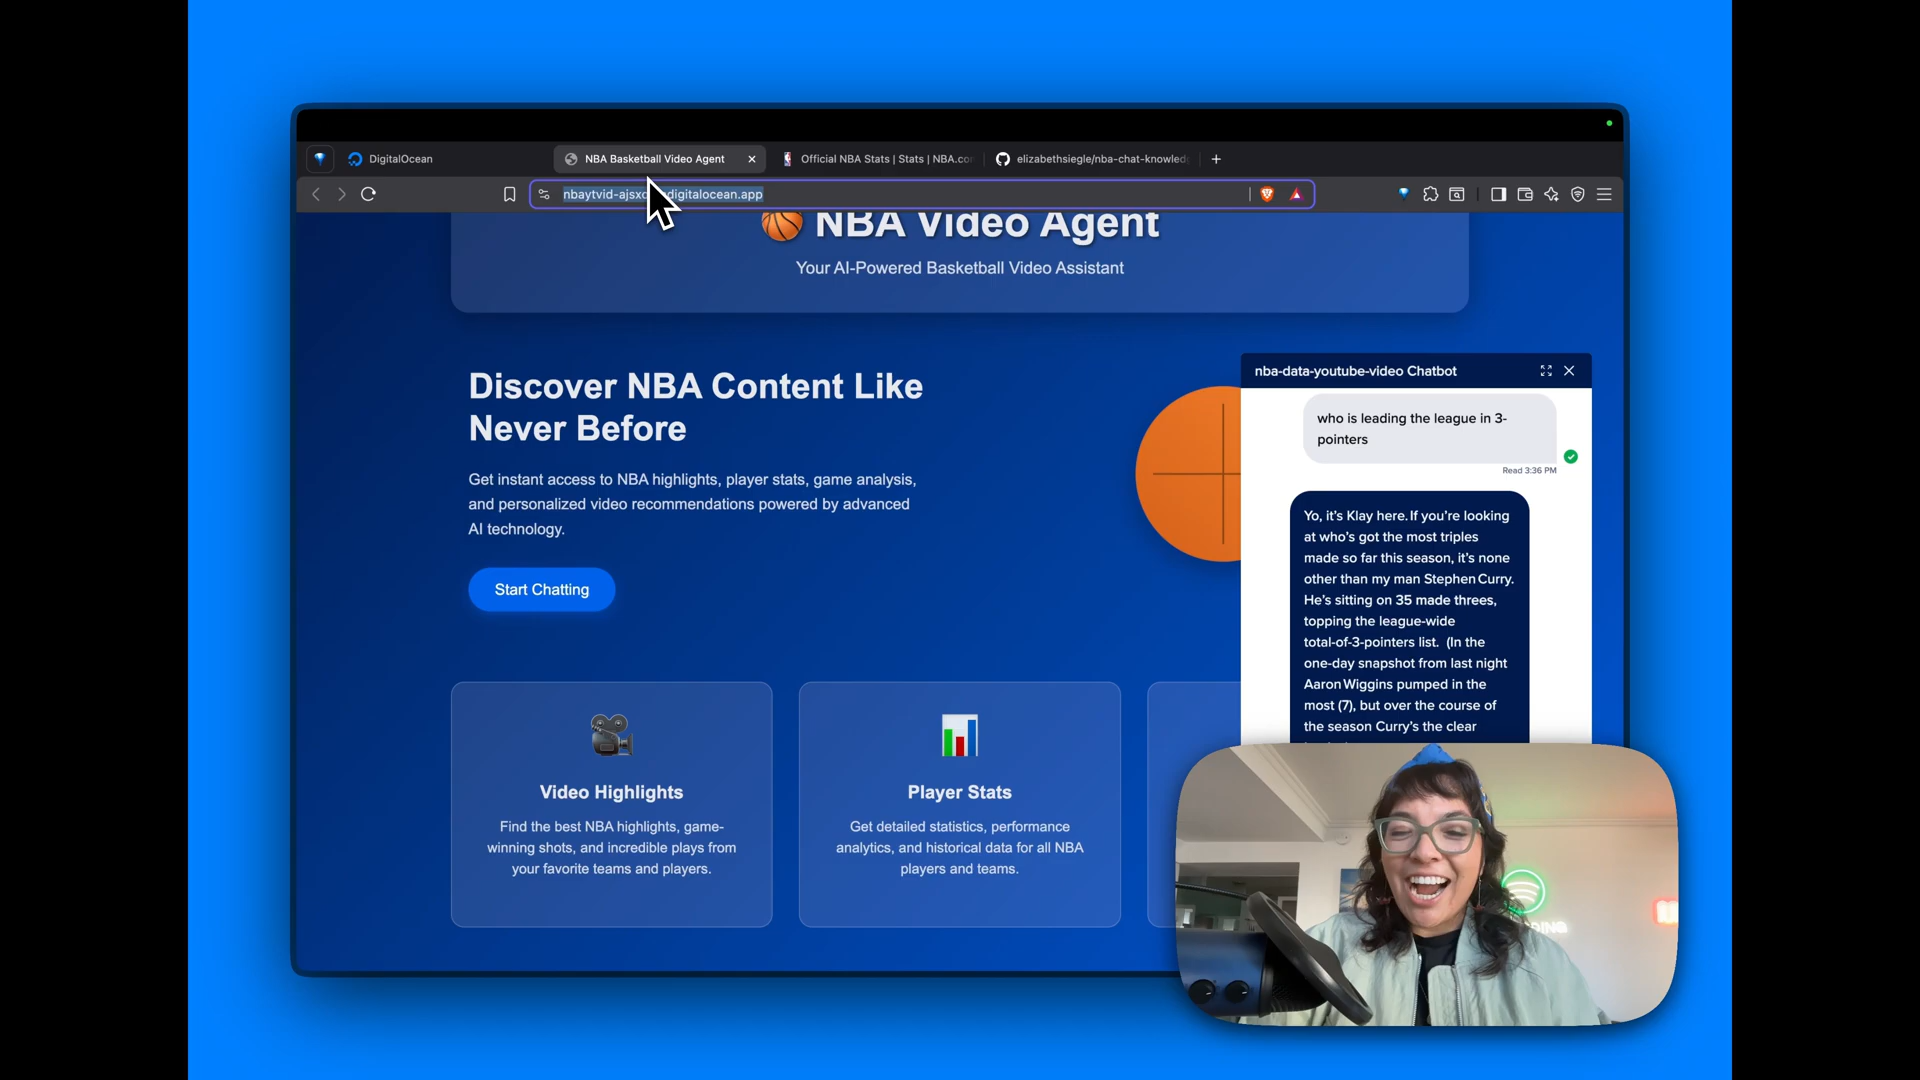 DigitalOcean
NBA Basketball Video Agent
Official NBA Stats | Stats | NBA.con
elizabethsiegle/nba-chat-knowled
NBA Video Agent
Your AI-Powered Basketball Video Assistant
Discover NBA Content Like
Never Before
Get instant access to NBA highlights, player stats, game analysis,
and personalized video recommendations powered by advanced
AI technology.
Start Chatting
Video Highlights
Find the best NBA highlights, game-
winning shots, and incredible plays from
your favorite teams and players.
Player Stats
Get detailed statistics, performance
analytics, and historical data for all NBA
players and teams.
nba-data-youtube-video Chatbot
who is leading the league in 3-
pointers
Read 3:36 PM
Yo, it's Klay here. If you're looking
at who's got the most triples
made so far this season, it's none
other than my man Stephen Curry.
He's sitting on 35 made threes,
topping the league-wide
total-of-3-pointers list. (In the
one-day snapshot from last night
Aaron Wiggins pumped in the
most (7), but over the course of
the season Curry's the clear